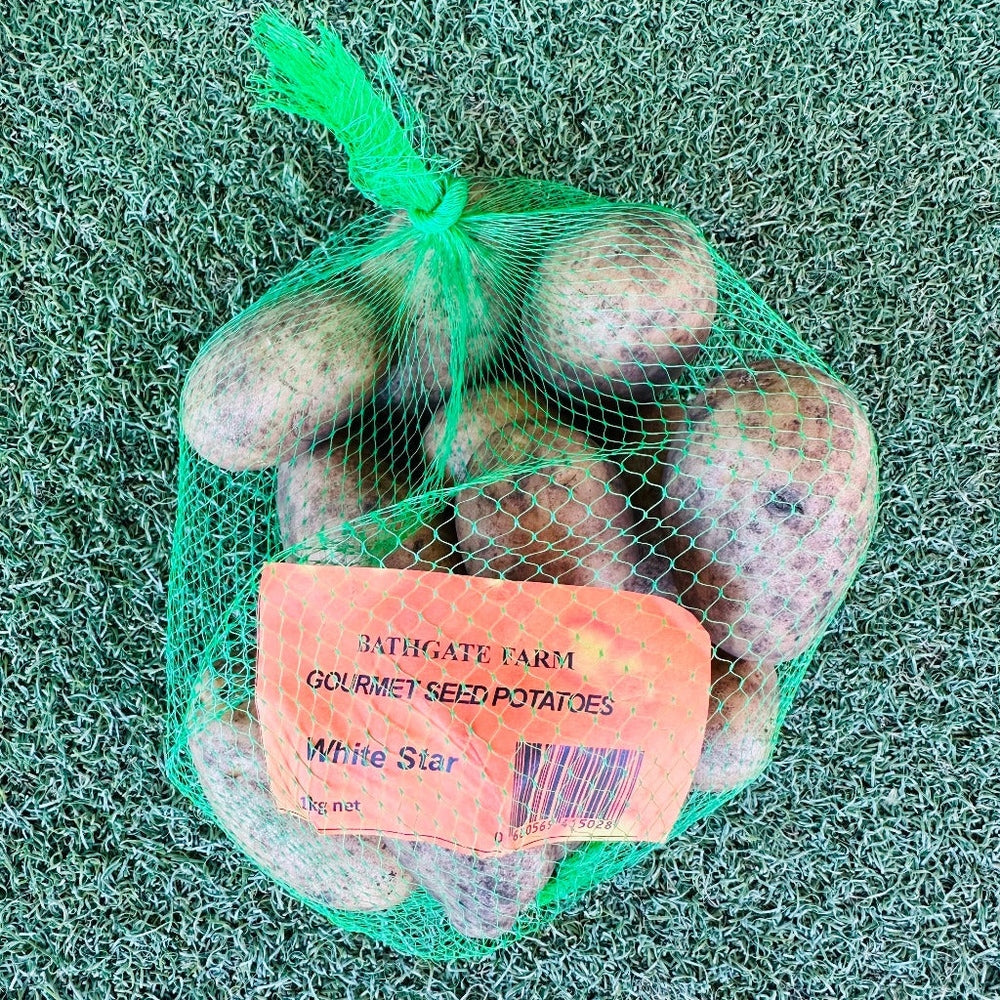 BATHGATE FARM
GOURMET SEED POTATOES
White Star
1kg net